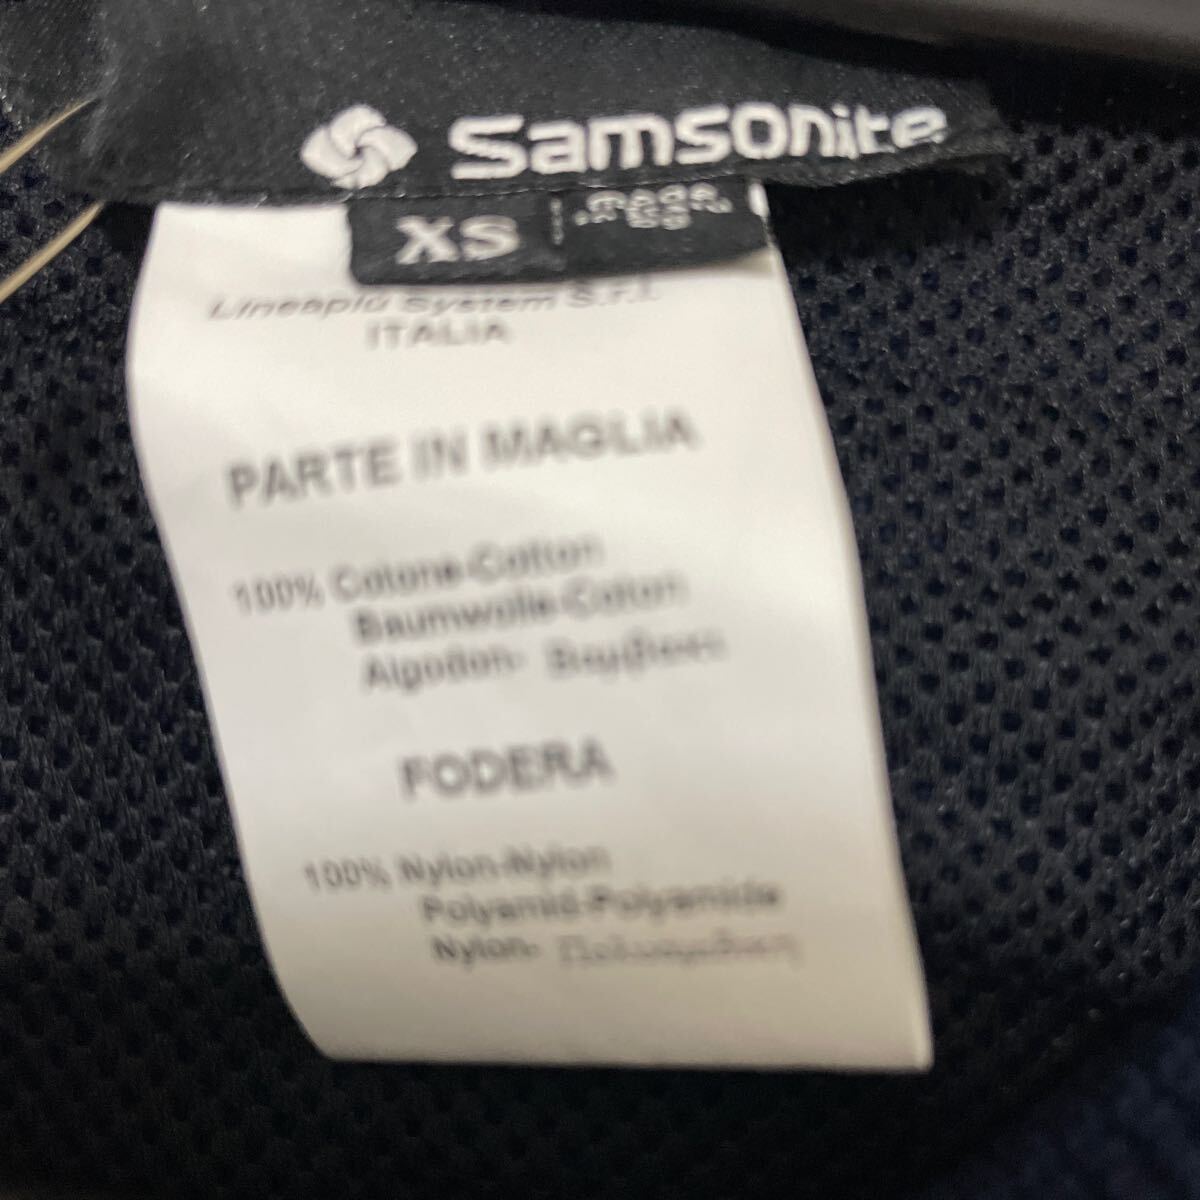 Samsonite
XS
Lineapiù System S.r.l.
ITALIA
PARTE IN MAGLIA
100% Cotone-Cotton
Baumwolle-Coton
Algodon-
FODERA
100% Nylon-Nylon
Polyamid-Polyamide
Nylon-